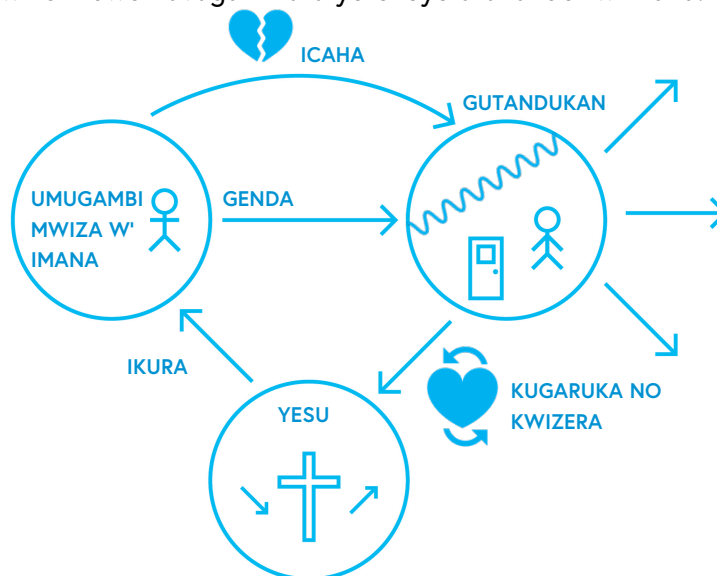 ICAHA
GUTANDUKAN
UMUGAMBI
MWIZA W'
IMANA
GENDA
IKURA
YESU
KUGARUKA NO
KWIZERA